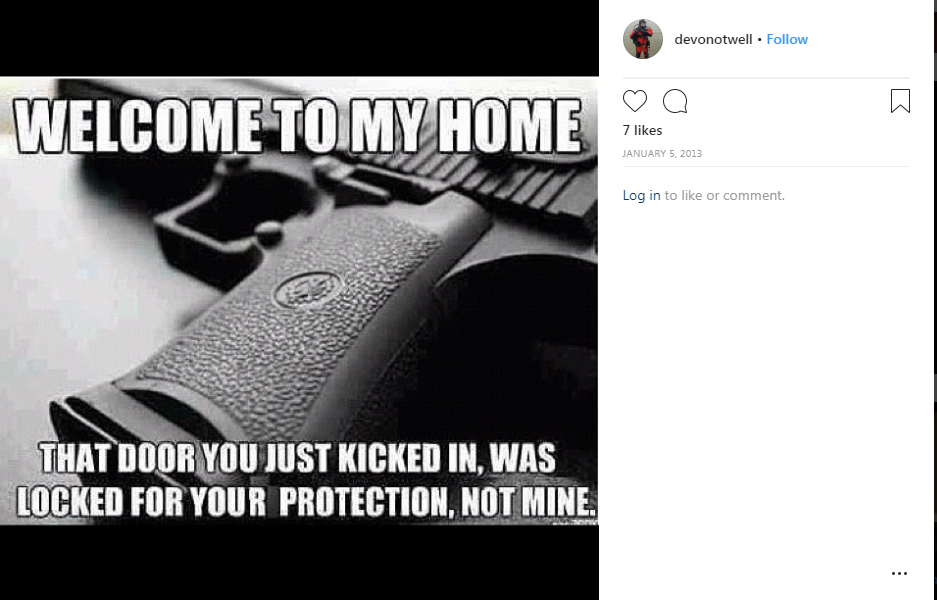 WELCOME TO MY HOME
THAT DOOR YOU JUST KICKED IN, WAS
LOCKED FOR YOUR PROTECTION, NOT MINE.
devonotwell • Follow
7 likes
JANUARY 5, 2013
Log in to like or comment.